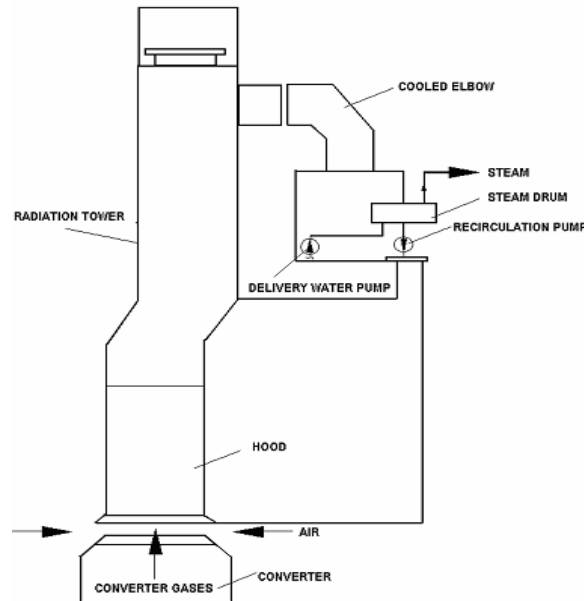 COOLED ELBOW
STEAM
STEAM DRUM
RADIATION TOWER
RECIRCULATION PUMP
DELIVERY WATER PUMP
HOOD
AIR
CONVERTER
CONVERTER GASES